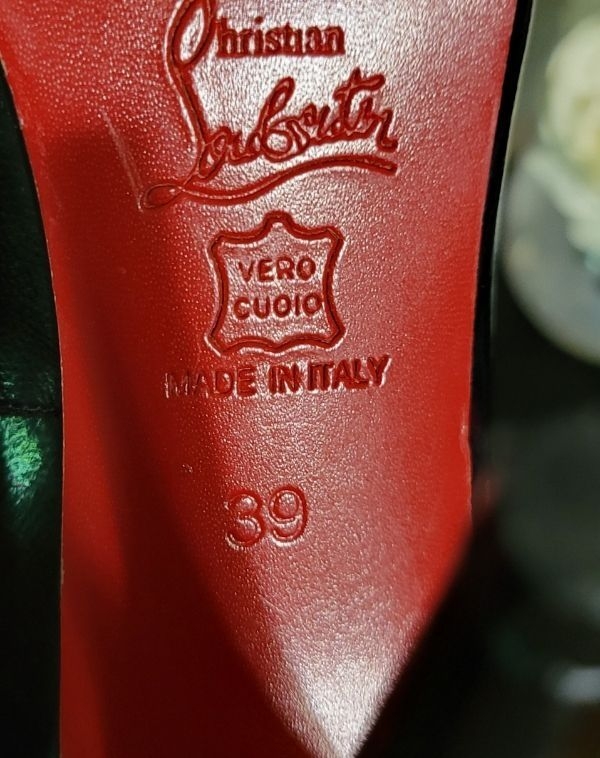 Christian
Louboutin
VERO
CUOIO
MADE IN ITALY
39